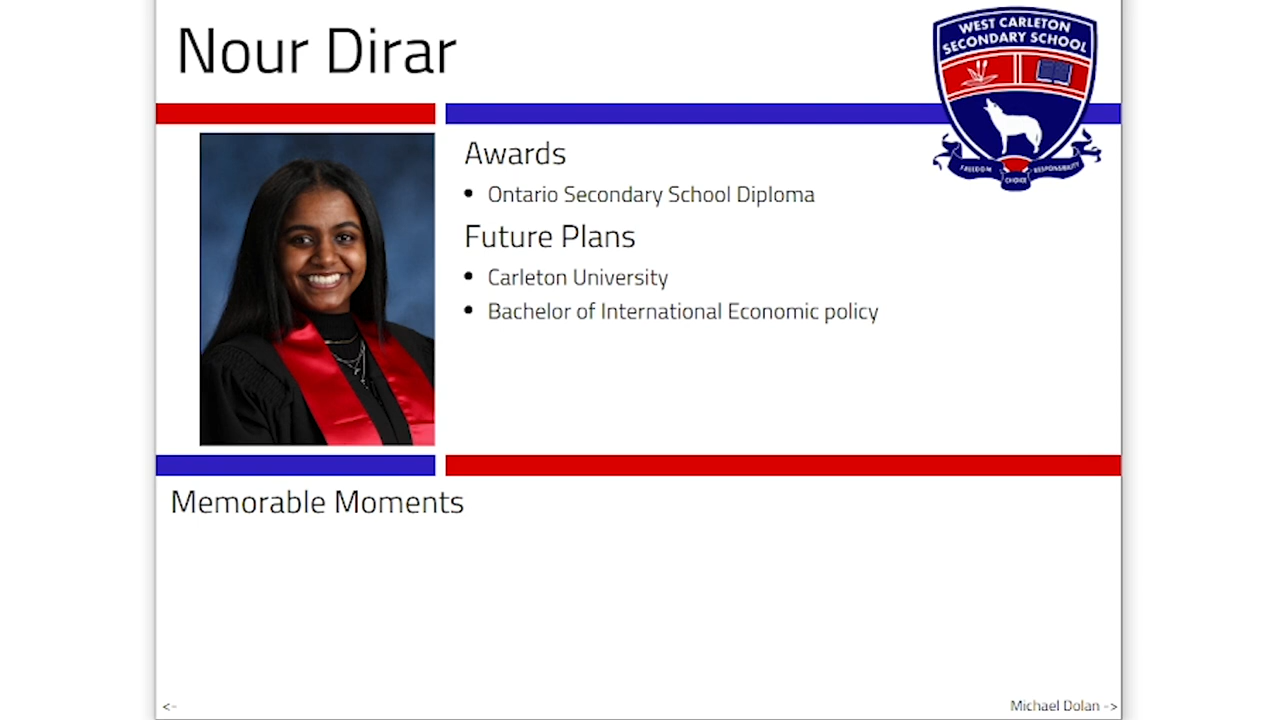 Nour Dirar
WEST CARLETON
SECONDARY SCHOOL
FREEDOM
CHOICE
RESPONSIBILITY
Awards
• Ontario Secondary School Diploma
Future Plans
• Carleton University
• Bachelor of International Economic policy
Memorable Moments
<-
Michael Dolan ->